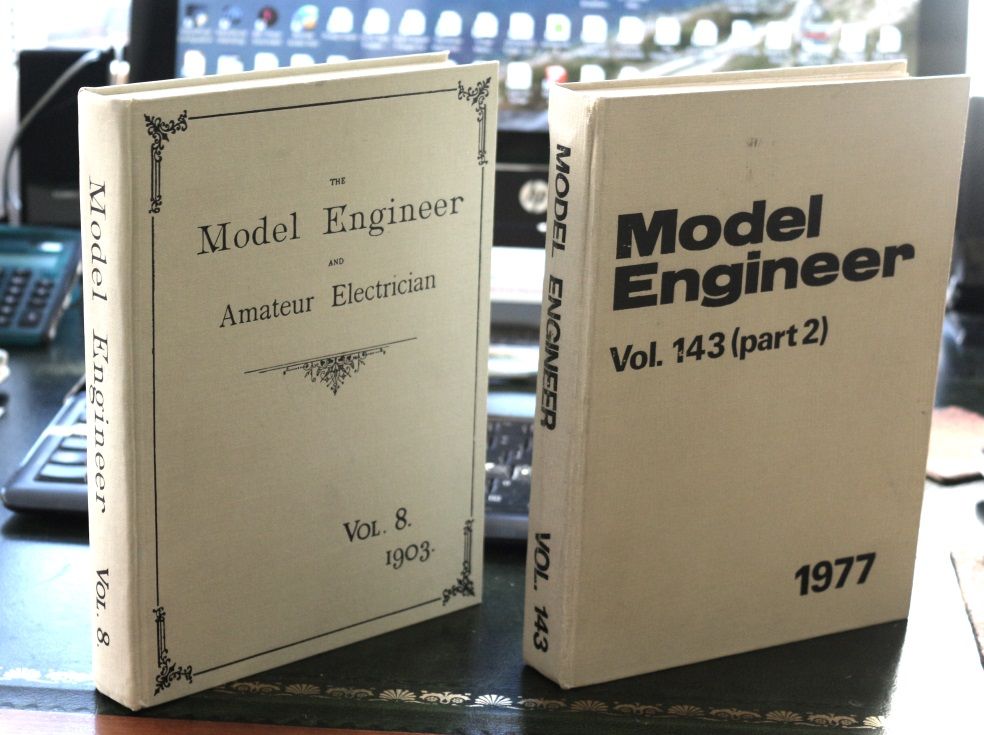 Model Engineer Vol. 8.
THE
Model Engineer
AND
Amateur Electrician
VOL. 8.
1903.
MODEL ENGINEER VOL. 143
Model
Engineer
Vol. 143 (part 2)
1977
hp